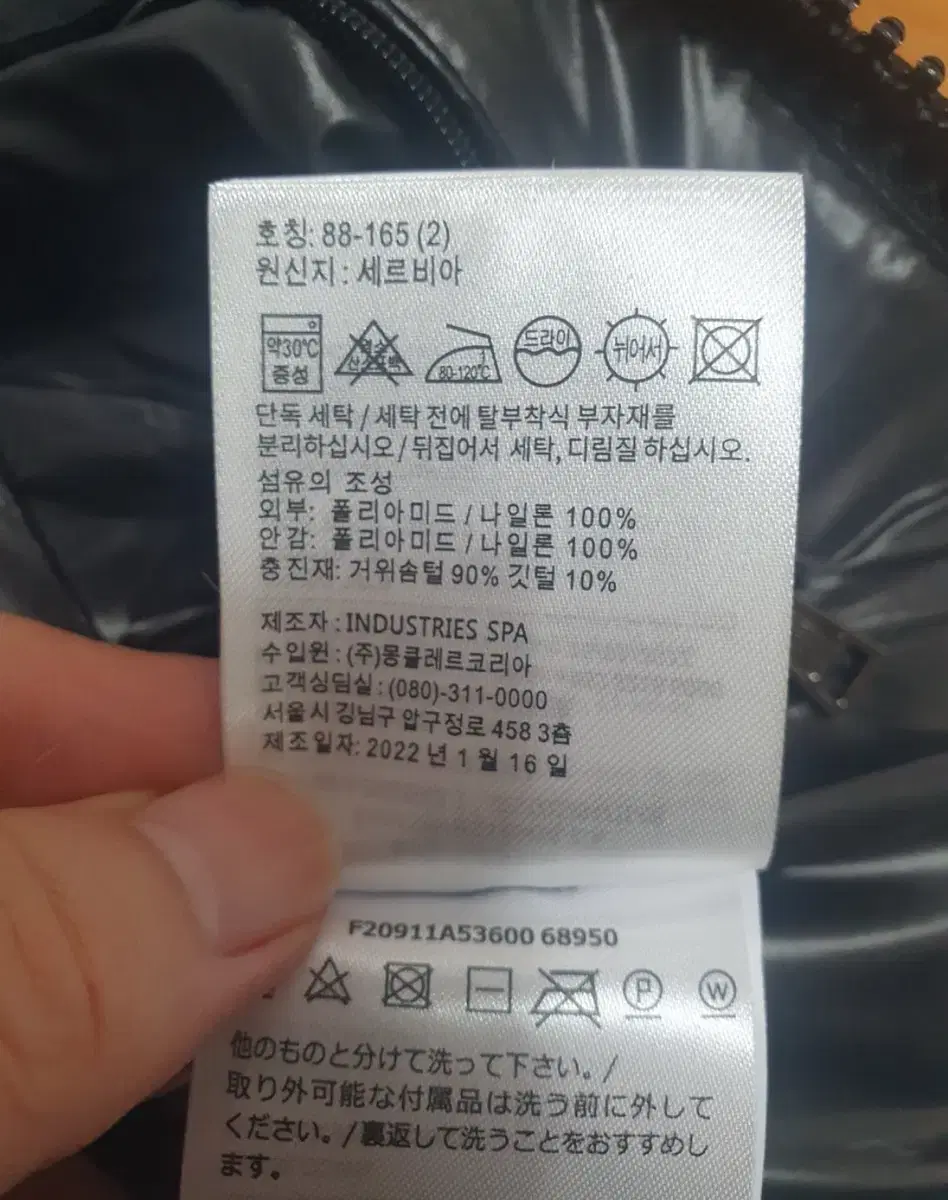 호칭: 88-165 (2)
원신지 : 세르비아
약30℃
중성
염소
산소표백
80-120℃
드라이
뉘어서
단독 세탁 / 세탁 전에 탈부착식 부자재를
분리하십시오 / 뒤집어서 세탁, 디림질 하십시오.
섬유의 조성
외부: 폴리아미드 / 나일론 100%
안감: 폴리아미드 / 나일론 100%
충진재: 거위솜털 90% 깃털 10%
제조자 : INDUSTRIES SPA
수입원 : (주)몽클레르코리아
고객싱딤실 : (080)-311-0000
서울시 깅남구 압구정로 458 3층
제조일자: 2022 년 1 월 16 일
F20911A53600 68950
P
W
他のものと分けて洗って下さい。/
取り外可能な付属品は洗う前に外して
ください。/裏返して洗うことをおすすめし
ます。